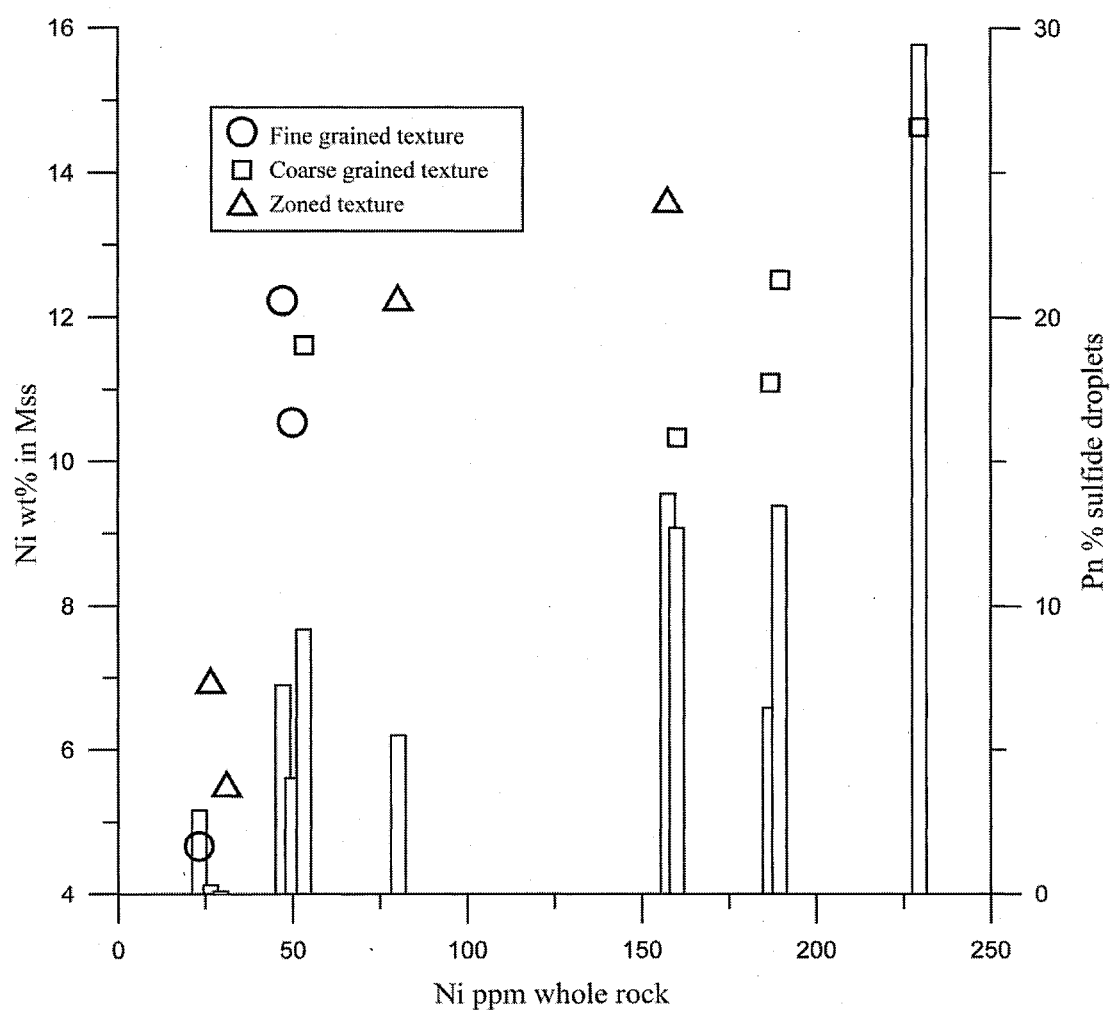 16
14
12
10
8
6
4
Ni wt% in Mss
Fine grained texture
Coarse grained texture
Zoned texture
30
20
10
0
Pn % sulfide droplets
0 50 100 150 200 250
Ni ppm whole rock